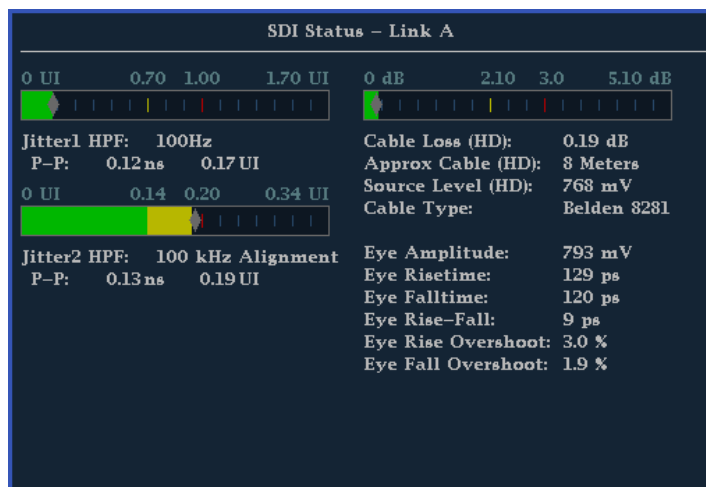 SDI Status – Link A
0 UI 0.70 1.00 1.70 UI
Jitter1 HPF: 100Hz
P–P: 0.12 ns 0.17 UI
0 UI 0.14 0.20 0.34 UI
Jitter2 HPF: 100 kHz Alignment
P–P: 0.13 ns 0.19 UI
0 dB 2.10 3.0 5.10 dB
Cable Loss (HD): 0.19 dB
Approx Cable (HD): 8 Meters
Source Level (HD): 768 mV
Cable Type: Belden 8281
Eye Amplitude: 793 mV
Eye Risetime: 129 ps
Eye Falltime: 120 ps
Eye Rise–Fall: 9 ps
Eye Rise Overshoot: 3.0 %
Eye Fall Overshoot: 1.9 %